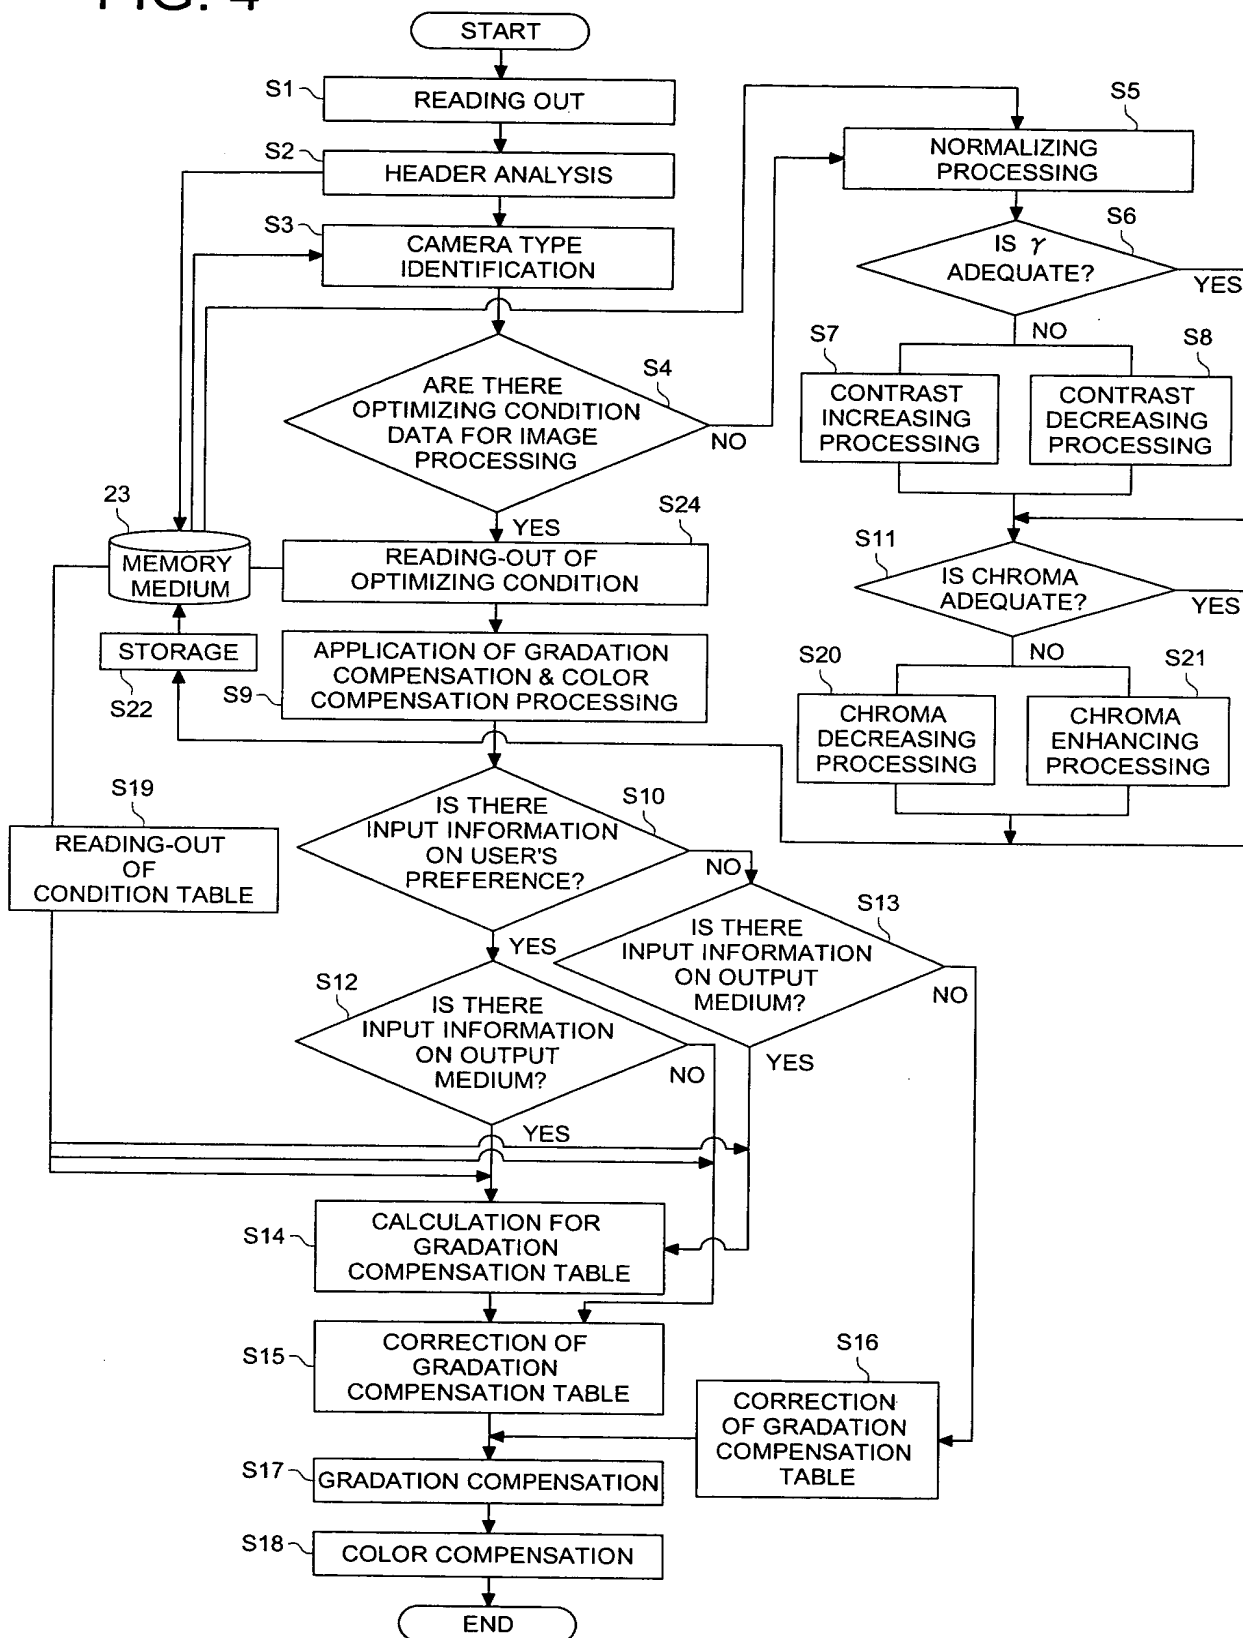 FIG. 4
START
S1
READING OUT
S2
HEADER ANALYSIS
S3
CAMERA TYPE
IDENTIFICATION
S4
ARE THERE
OPTIMIZING CONDITION
DATA FOR IMAGE
PROCESSING
NO
YES
S5
NORMALIZING
PROCESSING
S6
IS γ
ADEQUATE?
YES
NO
S7
CONTRAST
INCREASING
PROCESSING
S8
CONTRAST
DECREASING
PROCESSING
S11
IS CHROMA
ADEQUATE?
YES
NO
S20
CHROMA
DECREASING
PROCESSING
S21
CHROMA
ENHANCING
PROCESSING
23
MEMORY
MEDIUM
STORAGE
S22
S24
READING-OUT OF
OPTIMIZING CONDITION
S9
APPLICATION OF GRADATION
COMPENSATION & COLOR
COMPENSATION PROCESSING
S19
READING-OUT
OF
CONDITION TABLE
S10
IS THERE
INPUT INFORMATION
ON USER'S
PREFERENCE?
NO
YES
S13
IS THERE
INPUT INFORMATION
ON OUTPUT
MEDIUM?
NO
YES
S12
IS THERE
INPUT INFORMATION
ON OUTPUT
MEDIUM?
NO
YES
S14
CALCULATION FOR
GRADATION
COMPENSATION TABLE
S15
CORRECTION OF
GRADATION
COMPENSATION TABLE
S16
CORRECTION
OF GRADATION
COMPENSATION
TABLE
S17
GRADATION COMPENSATION
S18
COLOR COMPENSATION
END